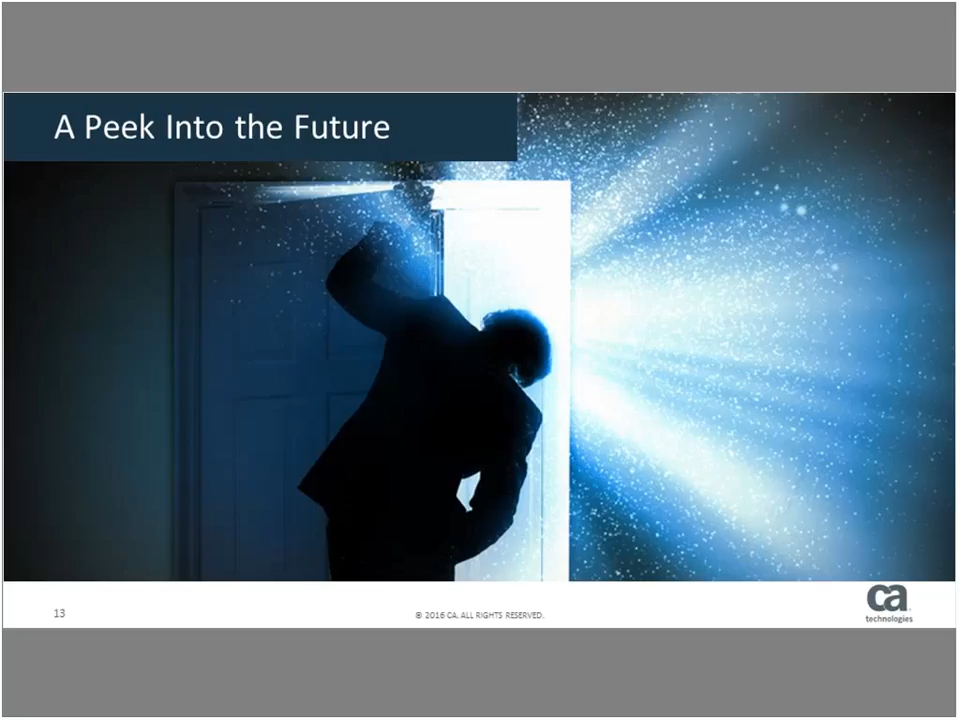 A Peek Into the Future
13
© 2016 CA. ALL RIGHTS RESERVED.
ca
technologies